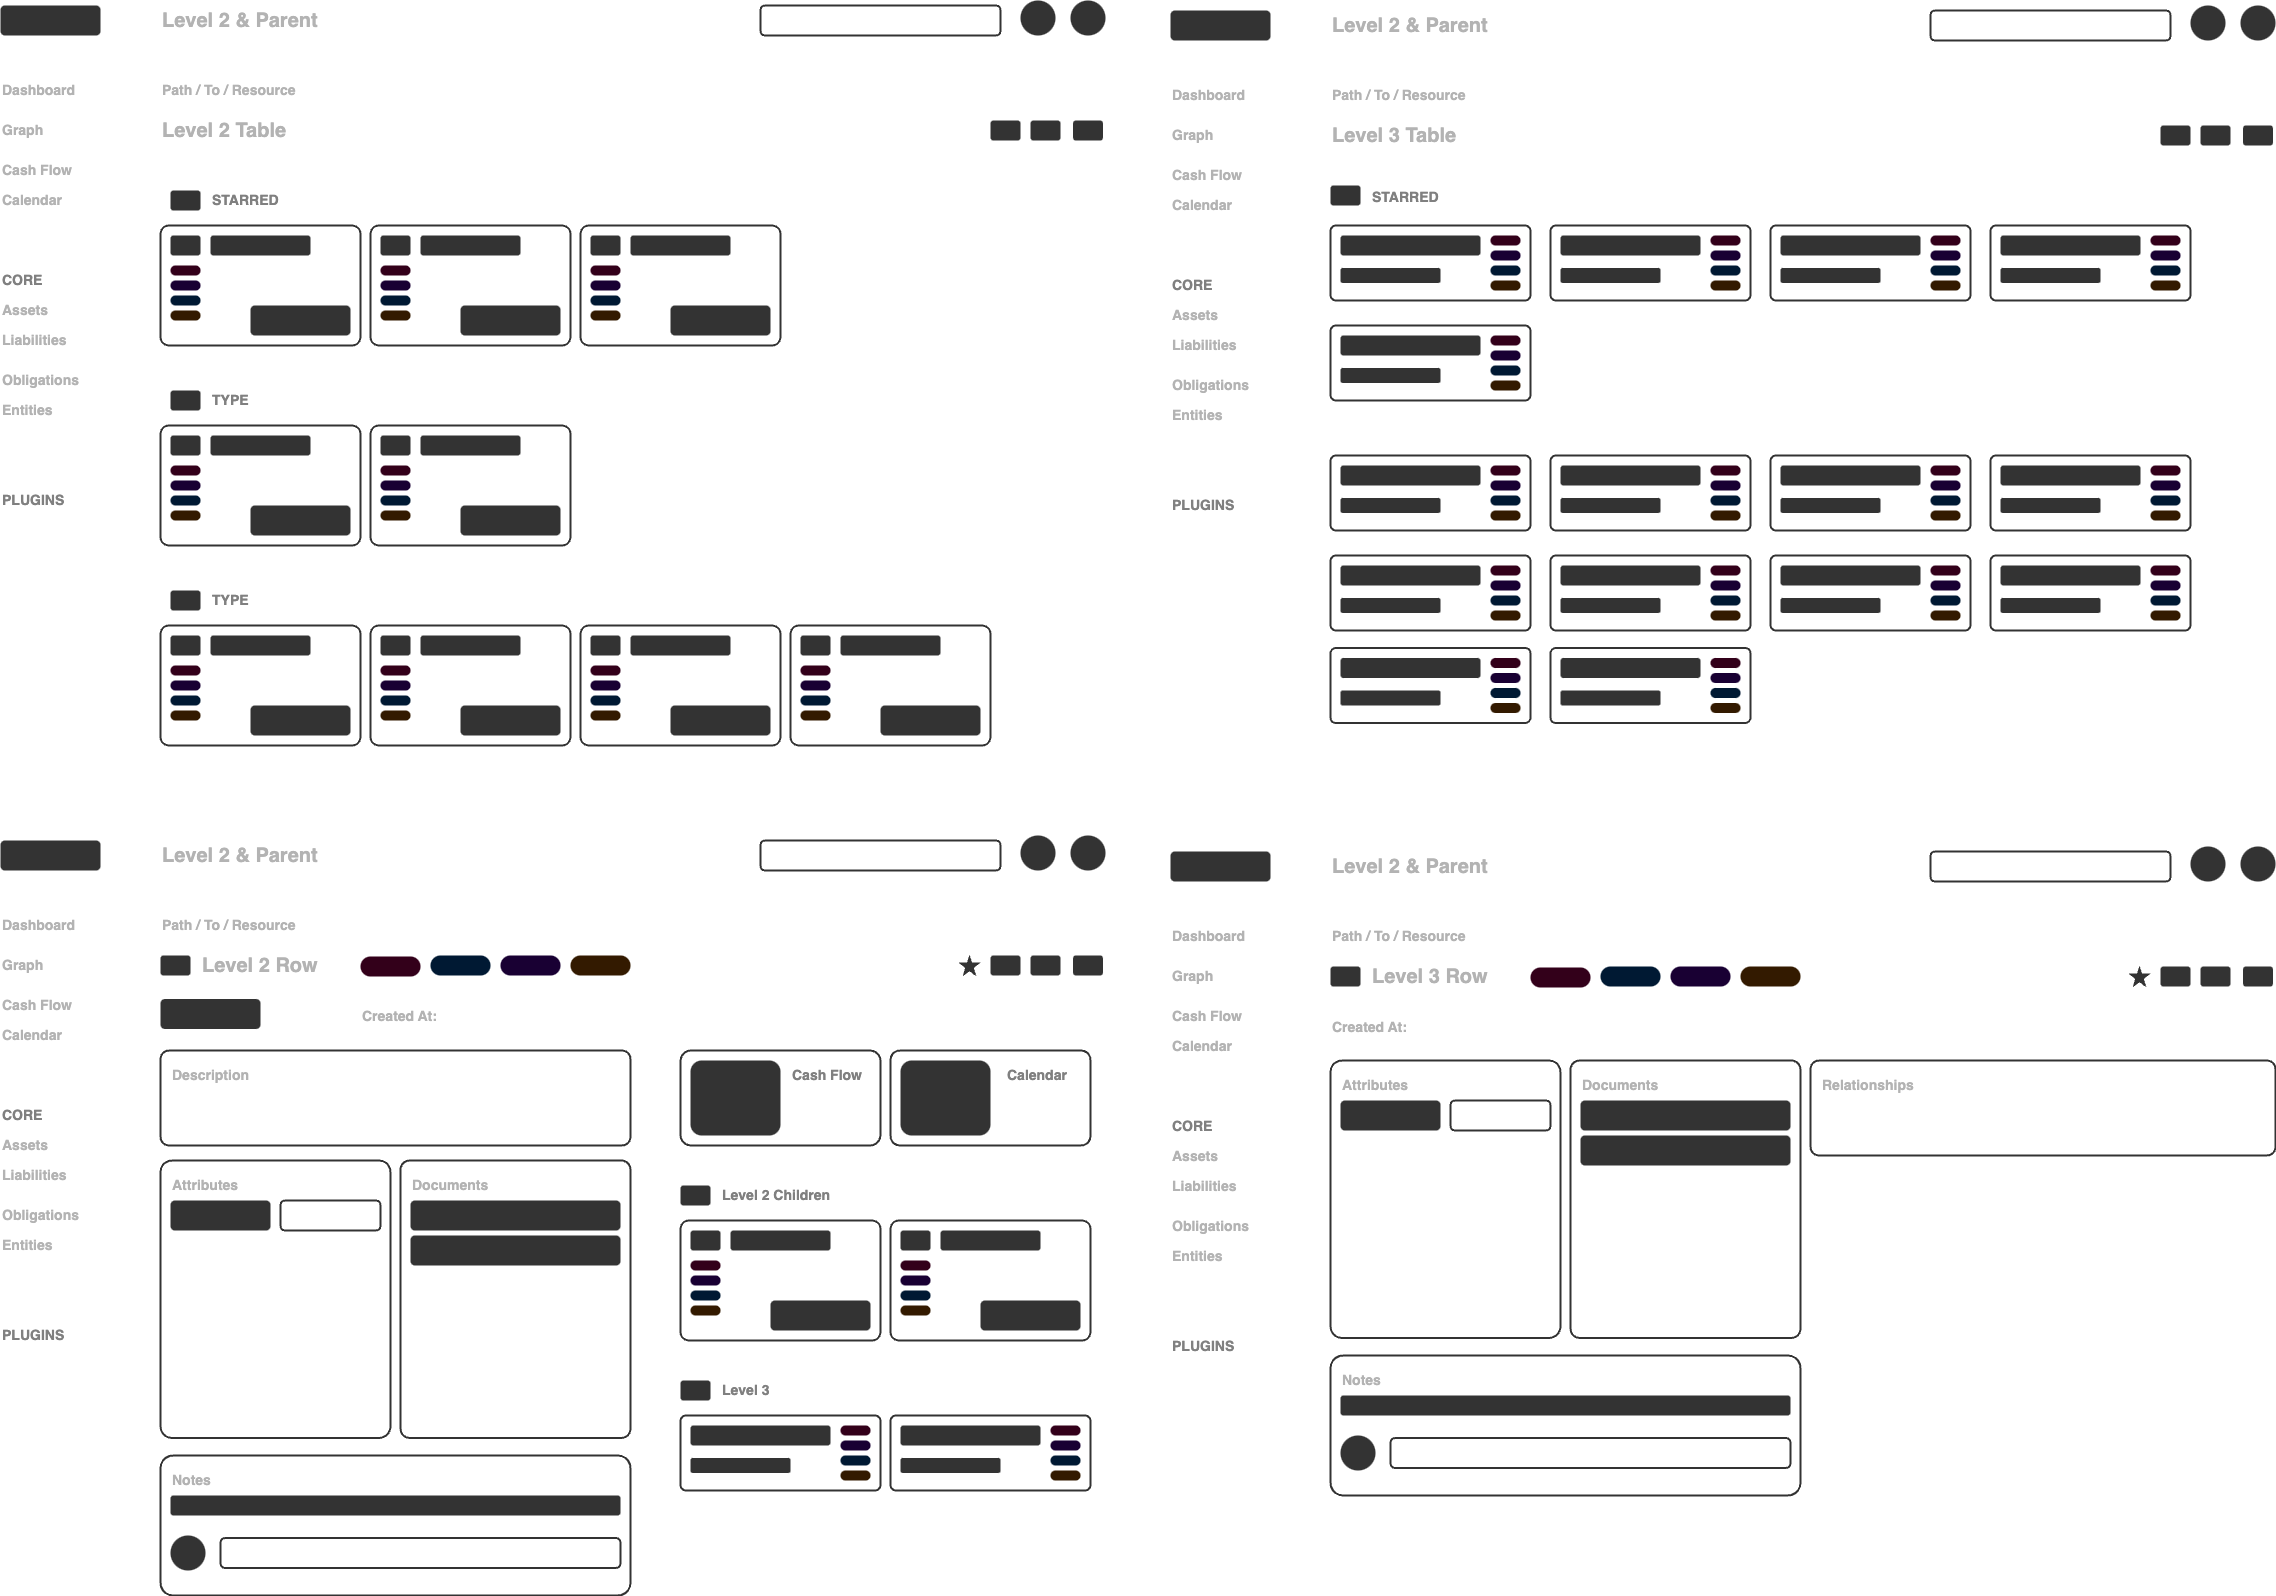 Level 2 & Parent
Dashboard
Graph
Cash Flow
Calendar
CORE
Assets
Liabilities
Obligations
Entities
PLUGINS
Path / To / Resource
Level 2 Table
STARRED
TYPE
TYPE
Level 2 & Parent
Dashboard
Graph
Cash Flow
Calendar
CORE
Assets
Liabilities
Obligations
Entities
PLUGINS
Path / To / Resource
Level 3 Table
STARRED
Level 2 & Parent
Dashboard
Graph
Cash Flow
Calendar
CORE
Assets
Liabilities
Obligations
Entities
PLUGINS
Path / To / Resource
Level 2 Row
Created At:
Description
Attributes
Documents
Notes
Cash Flow
Calendar
Level 2 Children
Level 3
Level 2 & Parent
Dashboard
Graph
Cash Flow
Calendar
CORE
Assets
Liabilities
Obligations
Entities
PLUGINS
Path / To / Resource
Level 3 Row
Created At:
Attributes
Documents
Relationships
Notes